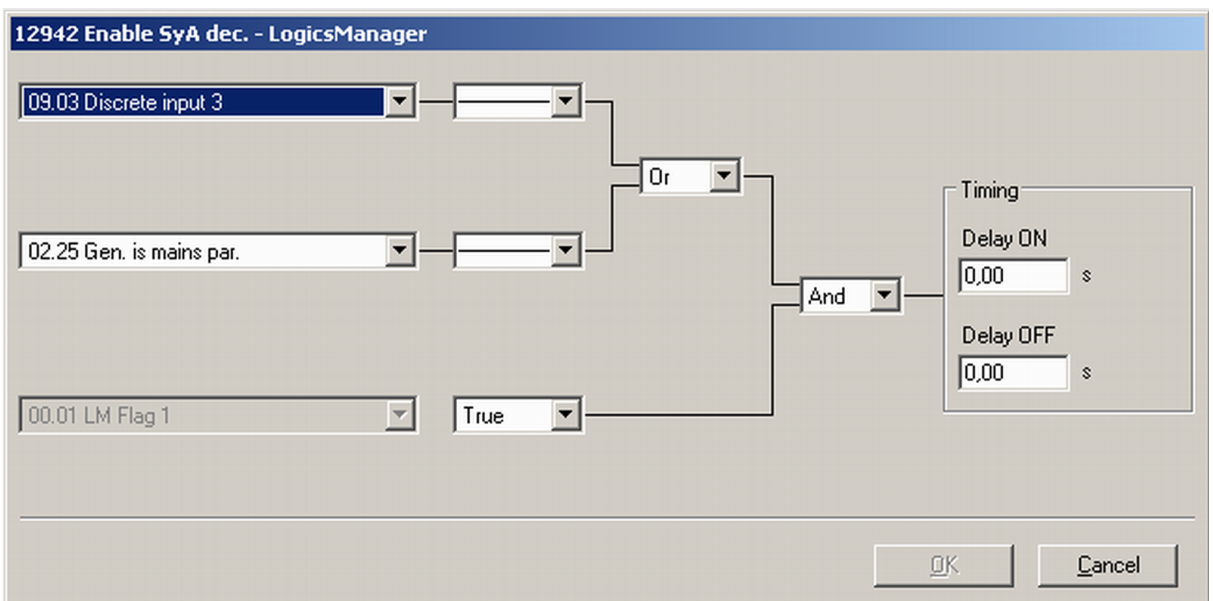 12942 Enable SyA dec. - LogicsManager
09.03 Discrete input 3
Or
Timing
Delay ON
02.25 Gen. is mains par.
0,00 s
And
Delay OFF
0,00 s
00.01 LM Flag 1 True
OK Cancel